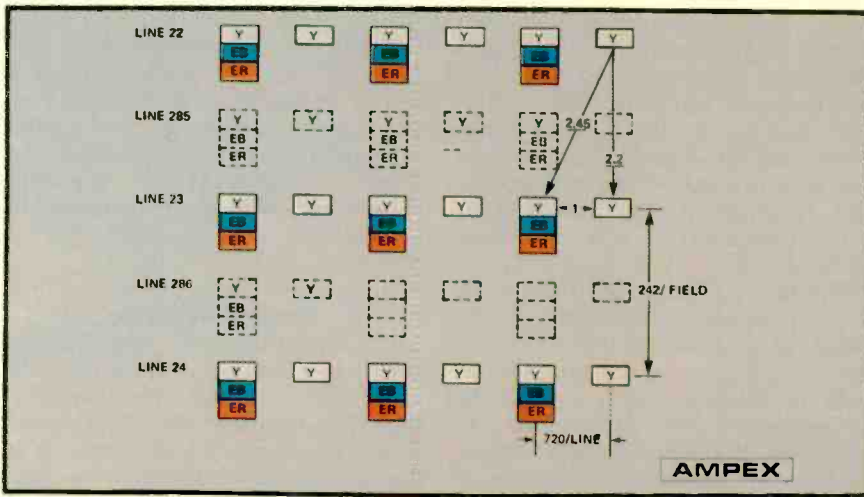 LINE 22 Y Y Y Y Y Y
EB EB EB
ER ER ER
LINE 285 Y Y Y Y Y 2.45
EB EB EB
ER ER ER 2.2
LINE 23 Y Y Y Y Y 1 Y
EB EB EB
ER ER ER
LINE 286 Y Y 242/ FIELD
EB
ER
LINE 24 Y Y Y Y Y Y
EB EB EB
ER ER ER
720/LINE
AMPEX